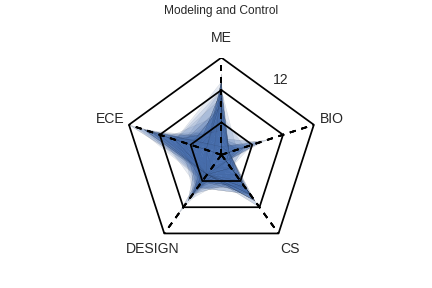 Modeling and Control
ME
12
ECE
BIO
DESIGN
CS